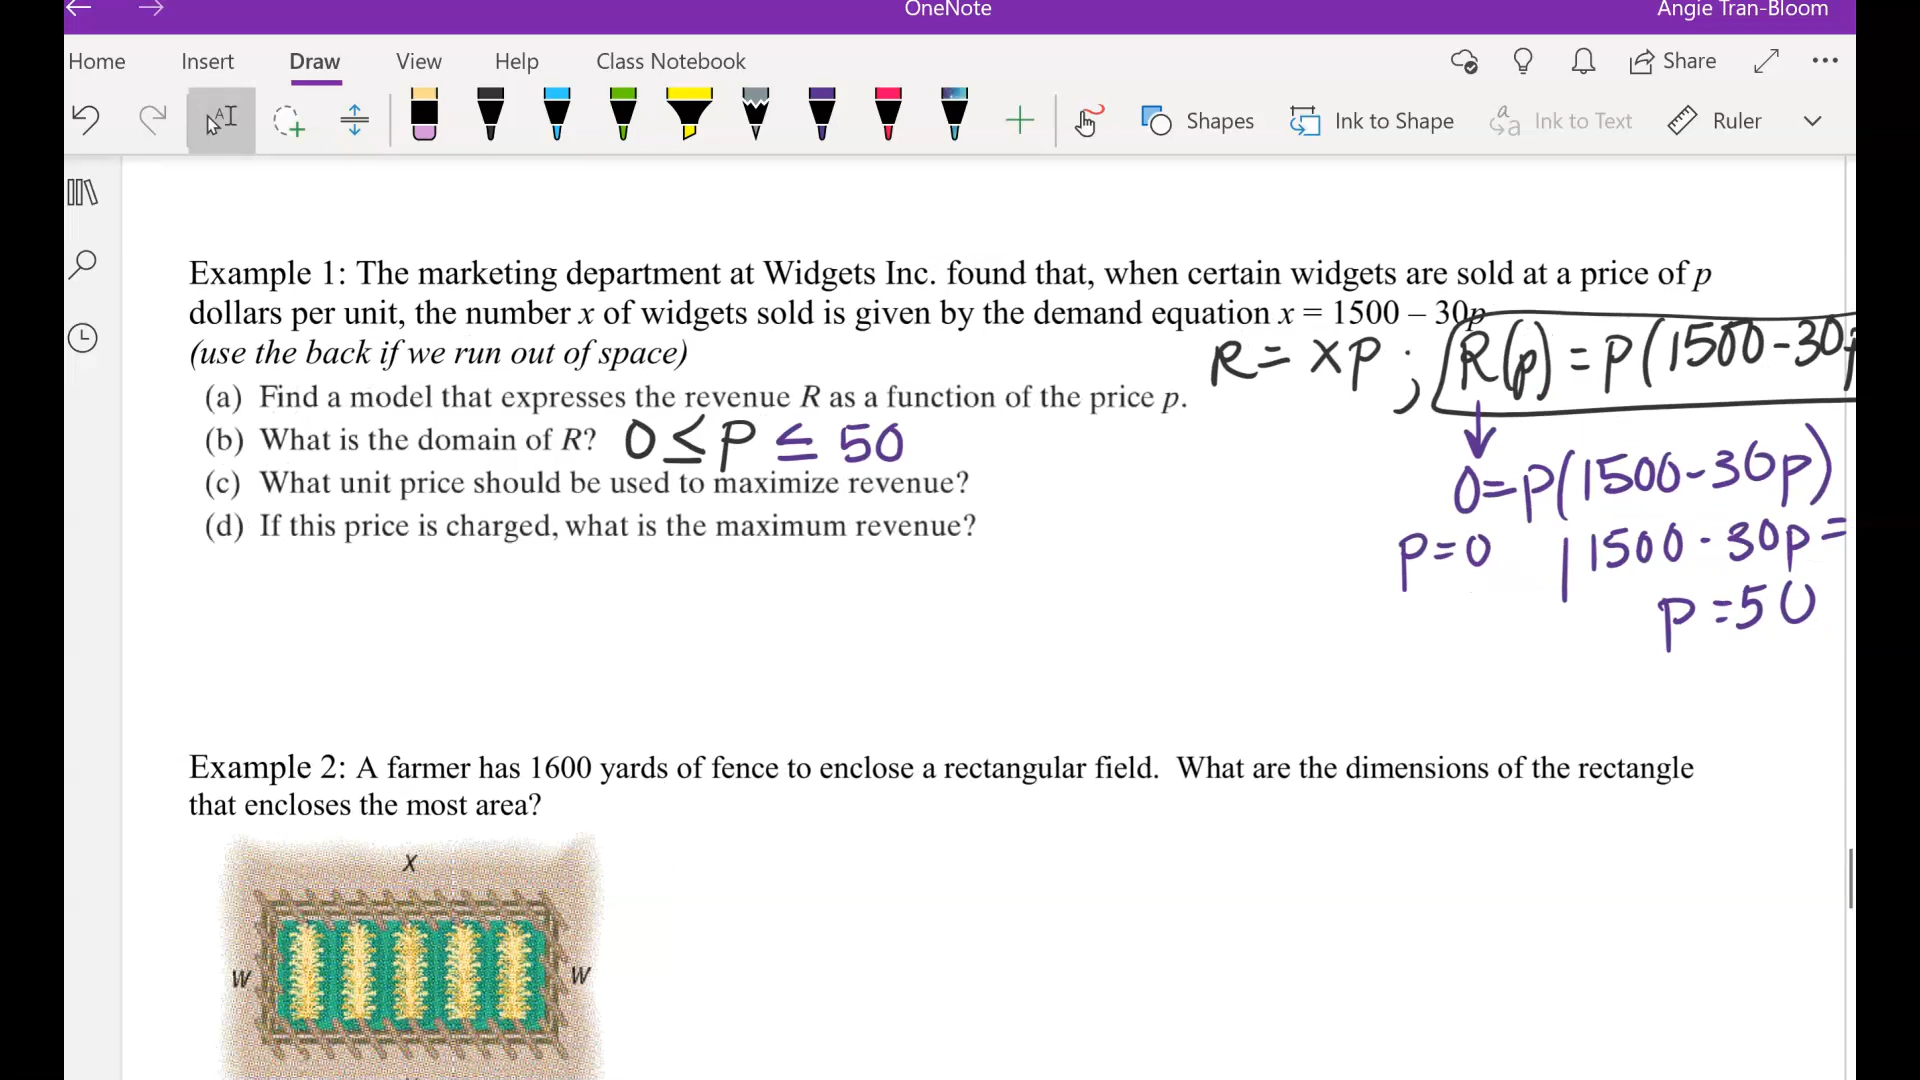 OneNote
Angie Tran-Bloom
Home Insert Draw View Help Class Notebook Share
Shapes Ink to Shape Ink to Text Ruler
Example 1: The marketing department at Widgets Inc. found that, when certain widgets are sold at a price of p
dollars per unit, the number x of widgets sold is given by the demand equation x = 1500 – 30p
(use the back if we run out of space)
R = xp ; R(p) = p(1500-30p
(a) Find a model that expresses the revenue R as a function of the price p.
(b) What is the domain of R? 0 ≤ p ≤ 50
(c) What unit price should be used to maximize revenue?
(d) If this price is charged, what is the maximum revenue?
0=p(1500-30p)
p=0 | 1500-30p=
p=50
Example 2: A farmer has 1600 yards of fence to enclose a rectangular field. What are the dimensions of the rectangle
that encloses the most area?
x
w w